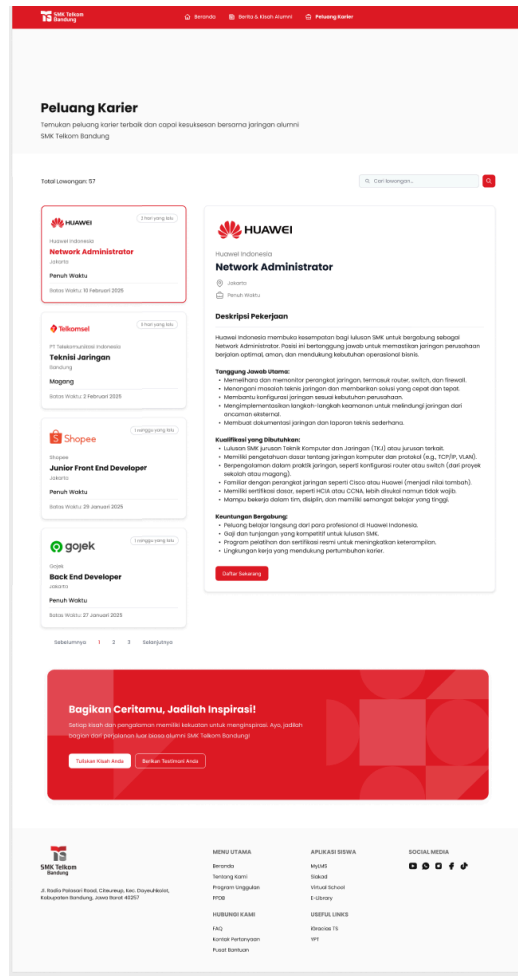 SMK Telkom
Bandung
Beranda
Berita & Kisah Alumni
Peluang Karier
Peluang Karier
Temukan peluang karier terbaik dan capai kesuksesan bersama jaringan alumni
SMK Telkom Bandung
Total Lowongan: 57
Cari lowongan...
HUAWEI
3 hari yang lalu
Huawei Indonesia
Network Administrator
Jakarta
Penuh Waktu
Batas Waktu: 10 Februari 2025
Telkomsel
3 hari yang lalu
PT Telekomunikasi Indonesia
Teknisi Jaringan
Bandung
Magang
Batas Waktu: 2 Februari 2025
Shopee
1 minggu yang lalu
Shopee
Junior Front End Developer
Jakarta
Penuh Waktu
Batas Waktu: 29 Januari 2025
gojek
1 minggu yang lalu
Gojek
Back End Developer
Jakarta
Penuh Waktu
Batas Waktu: 27 Januari 2025
Sebelumnya 1 2 3 Selanjutnya
HUAWEI
Huawei Indonesia
Network Administrator
Jakarta
Penuh Waktu
Deskripsi Pekerjaan
Huawei Indonesia membuka kesempatan bagi lulusan SMK untuk bergabung sebagai
Network Administrator. Posisi ini bertanggung jawab untuk memastikan jaringan perusahaan
berjalan optimal, aman, dan mendukung kebutuhan operasional bisnis.
Tanggung Jawab Utama:
• Memelihara dan memonitor perangkat jaringan, termasuk router, switch, dan firewall.
• Menangani masalah teknis jaringan dan memberikan solusi yang cepat dan tepat.
• Membantu konfigurasi jaringan sesuai kebutuhan perusahaan.
• Mengimplementasikan langkah-langkah keamanan untuk melindungi jaringan dari
ancaman eksternal.
• Membuat dokumentasi jaringan dan laporan teknis sederhana.
Kualifikasi yang Dibutuhkan:
• Lulusan SMK jurusan Teknik Komputer dan Jaringan (TKJ) atau jurusan terkait.
• Memiliki pengetahuan dasar tentang jaringan komputer dan protokol (e.g., TCP/IP, VLAN).
• Berpengalaman dalam praktik jaringan, seperti konfigurasi router atau switch (dari proyek
sekolah atau magang).
• Familiar dengan perangkat jaringan seperti Cisco atau Huawei (menjadi nilai tambah).
• Memiliki sertifikasi dasar, seperti HCIA atau CCNA, lebih disukai namun tidak wajib.
• Mampu bekerja dalam tim, disiplin, dan memiliki semangat belajar yang tinggi.
Keuntungan Bergabung:
• Peluang belajar langsung dari para profesional di Huawei Indonesia.
• Gaji dan tunjangan yang kompetitif untuk lulusan SMK.
• Program pelatihan dan sertifikasi resmi untuk meningkatkan keterampilan.
• Lingkungan kerja yang mendukung pertumbuhan karier.
Daftar Sekarang
Bagikan Ceritamu, Jadilah Inspirasi!
Setiap kisah dan pengalaman memiliki kekuatan untuk menginspirasi. Ayo, jadilah
bagian dari perjalanan luar biasa alumni SMK Telkom Bandung!
Tuliskan Kisah Anda
Berikan Testimoni Anda
SMK Telkom
Bandung
Jl. Radio Palasari Road, Citeureup, Kec. Dayeuhkolot,
Kabupaten Bandung, Jawa Barat 40257
MENU UTAMA
Beranda
Tentang Kami
Program Unggulan
PPDB
HUBUNGI KAMI
FAQ
Kontak Pertanyaan
Pusat Bantuan
APLIKASI SISWA
MyLMS
Siakad
Virtual School
E-Library
USEFUL LINKS
iGracias TS
YPT
SOCIAL MEDIA